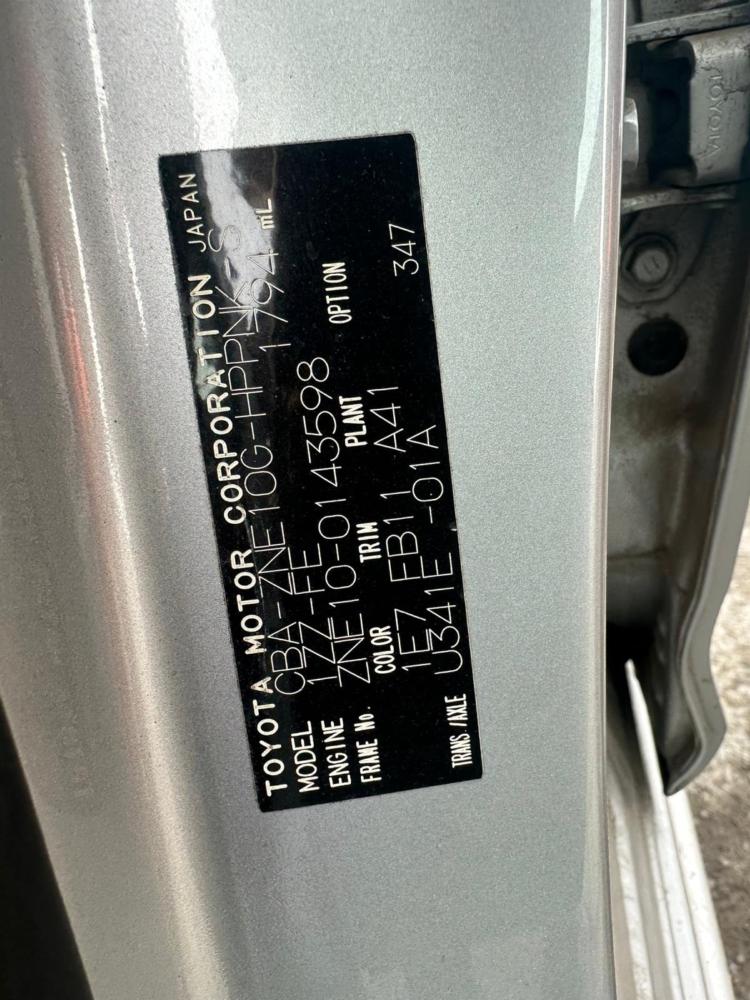 TOYOTA MOTOR CORPORATION JAPAN
MODEL CBA-ZNE10G-HPPNK-S
ENGINE 1ZZ-FE 1794 mL
FRAME No. ZNE10-0143598
COLOR TRIM PLANT OPTION
1E7 FB11 A41 347
TRANS./AXLE U341E -01A
TOYOTA